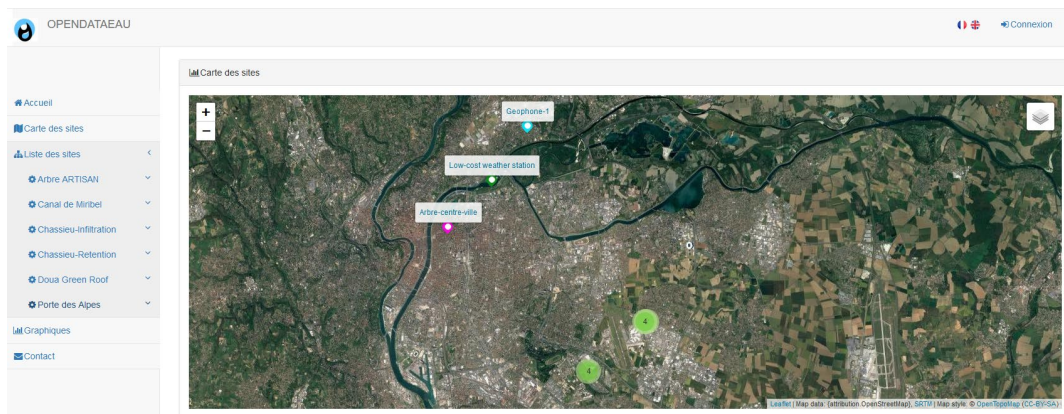 OPENDATAEAU
Connexion
Carte des sites
Accueil
Carte des sites
Liste des sites
Arbre ARTISAN
Canal de Miribel
Chassieu-Infiltration
Chassieu-Retention
Doua Green Roof
Porte des Alpes
Graphiques
Contact
+
−
Geophone-1
Low-cost weather station
Arbre-centre-ville
4
4
Leaflet | Map data: {attribution.OpenStreetMap}, SRTM | Map style: © OpenTopoMap (CC-BY-SA)